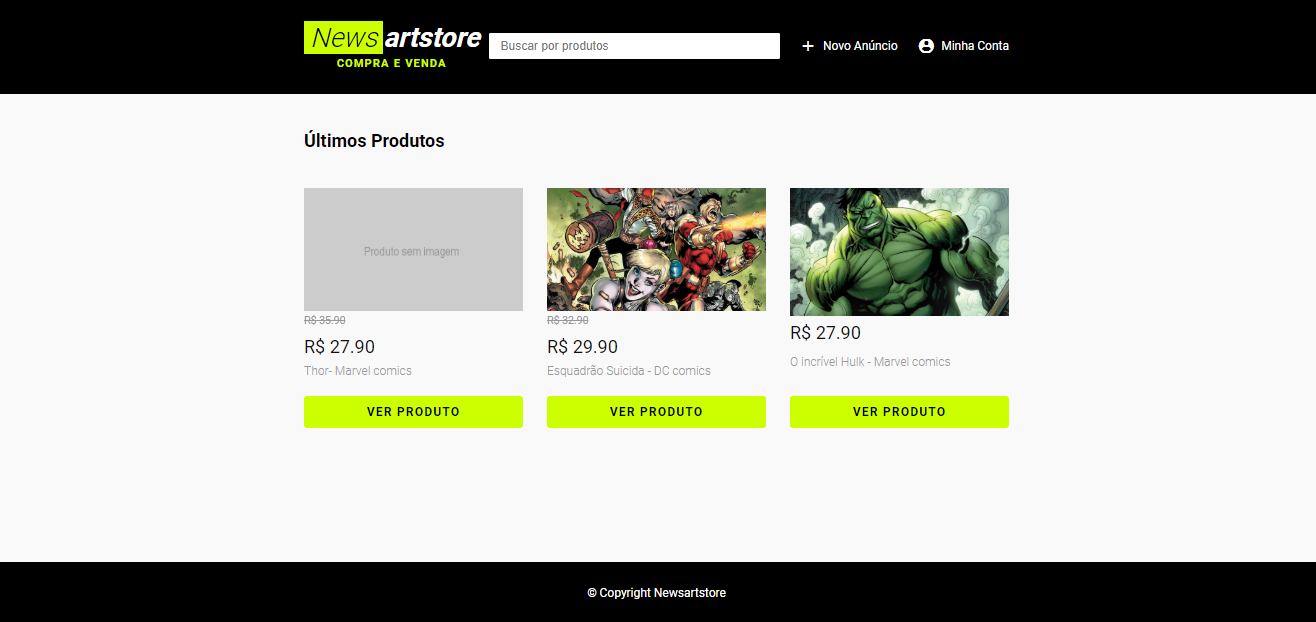 News artstore
COMPRA E VENDA
Buscar por produtos
Novo Anúncio
Minha Conta
Últimos Produtos
Produto sem imagem
R$ 35.90
R$ 27.90
Thor- Marvel comics
VER PRODUTO
R$ 32.90
R$ 29.90
Esquadrão Suicida - DC comics
VER PRODUTO
R$ 27.90
O incrível Hulk - Marvel comics
VER PRODUTO
© Copyright Newsartstore